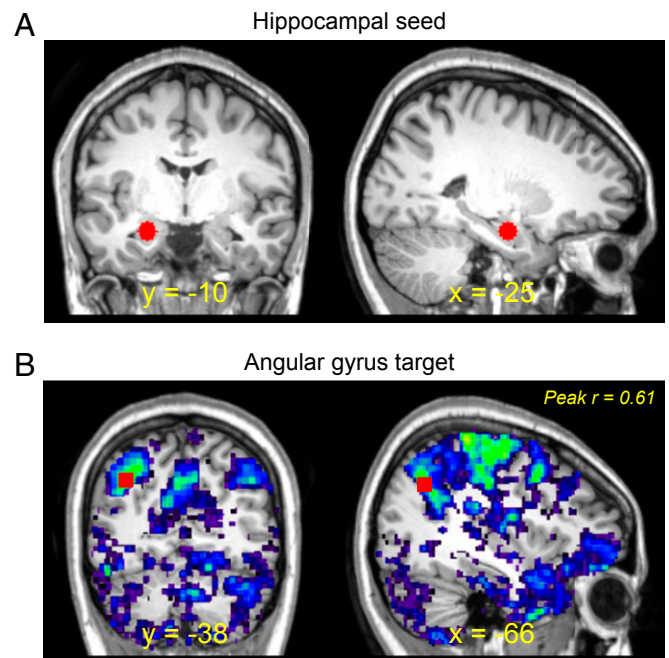 A
Hippocampal seed
y = -10
x = -25
B
Angular gyrus target
Peak r = 0.61
y = -38
x = -66